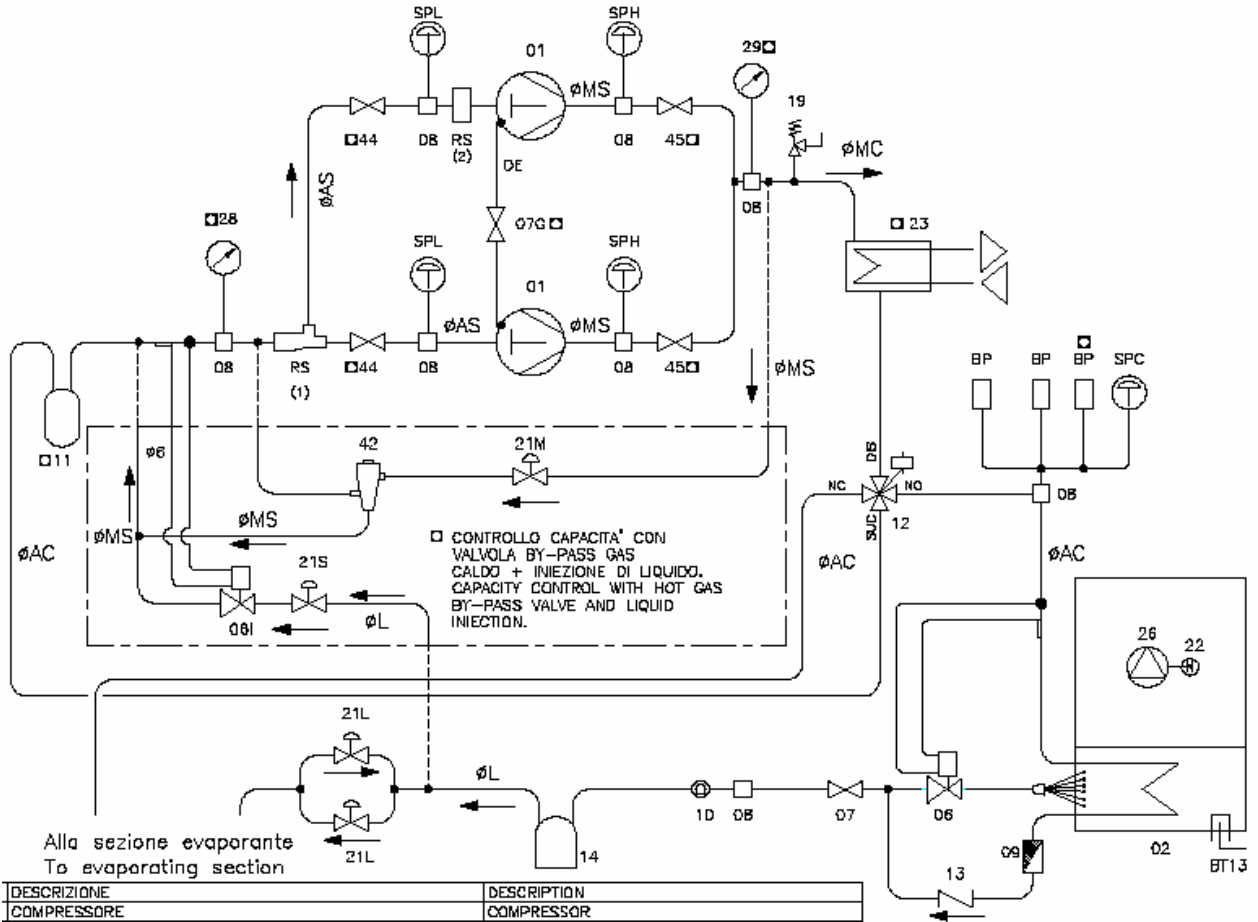 SPL
SPH
01
29
ØMS
19
44
08
RS
(2)
08
45
ØMC
OE
08
ØAS
28
07G
23
SPL
SPH
01
ØAS
ØMS
08
RS
(1)
44
08
08
45
ØMS
BP
BP
BP
SPC
11
Ø6
42
21M
DIS
NC
NO
08
12
SUC
ØMS
ØMS
ØAC
ØAC
ØAC
CONTROLLO CAPACITA' CON
VALVOLA BY-PASS GAS
CALDO + INIEZIONE DI LIQUIDO.
CAPACITY CONTROL WITH HOT GAS
BY-PASS VALVE AND LIQUID
INJECTION.
21S
ØL
06I
26
22
21L
ØL
10
08
07
06
Alla sezione evaporante
To evaporating section
21L
14
13
09
02
BT13
DESCRIZIONE DESCRIPTION
COMPRESSORE COMPRESSOR